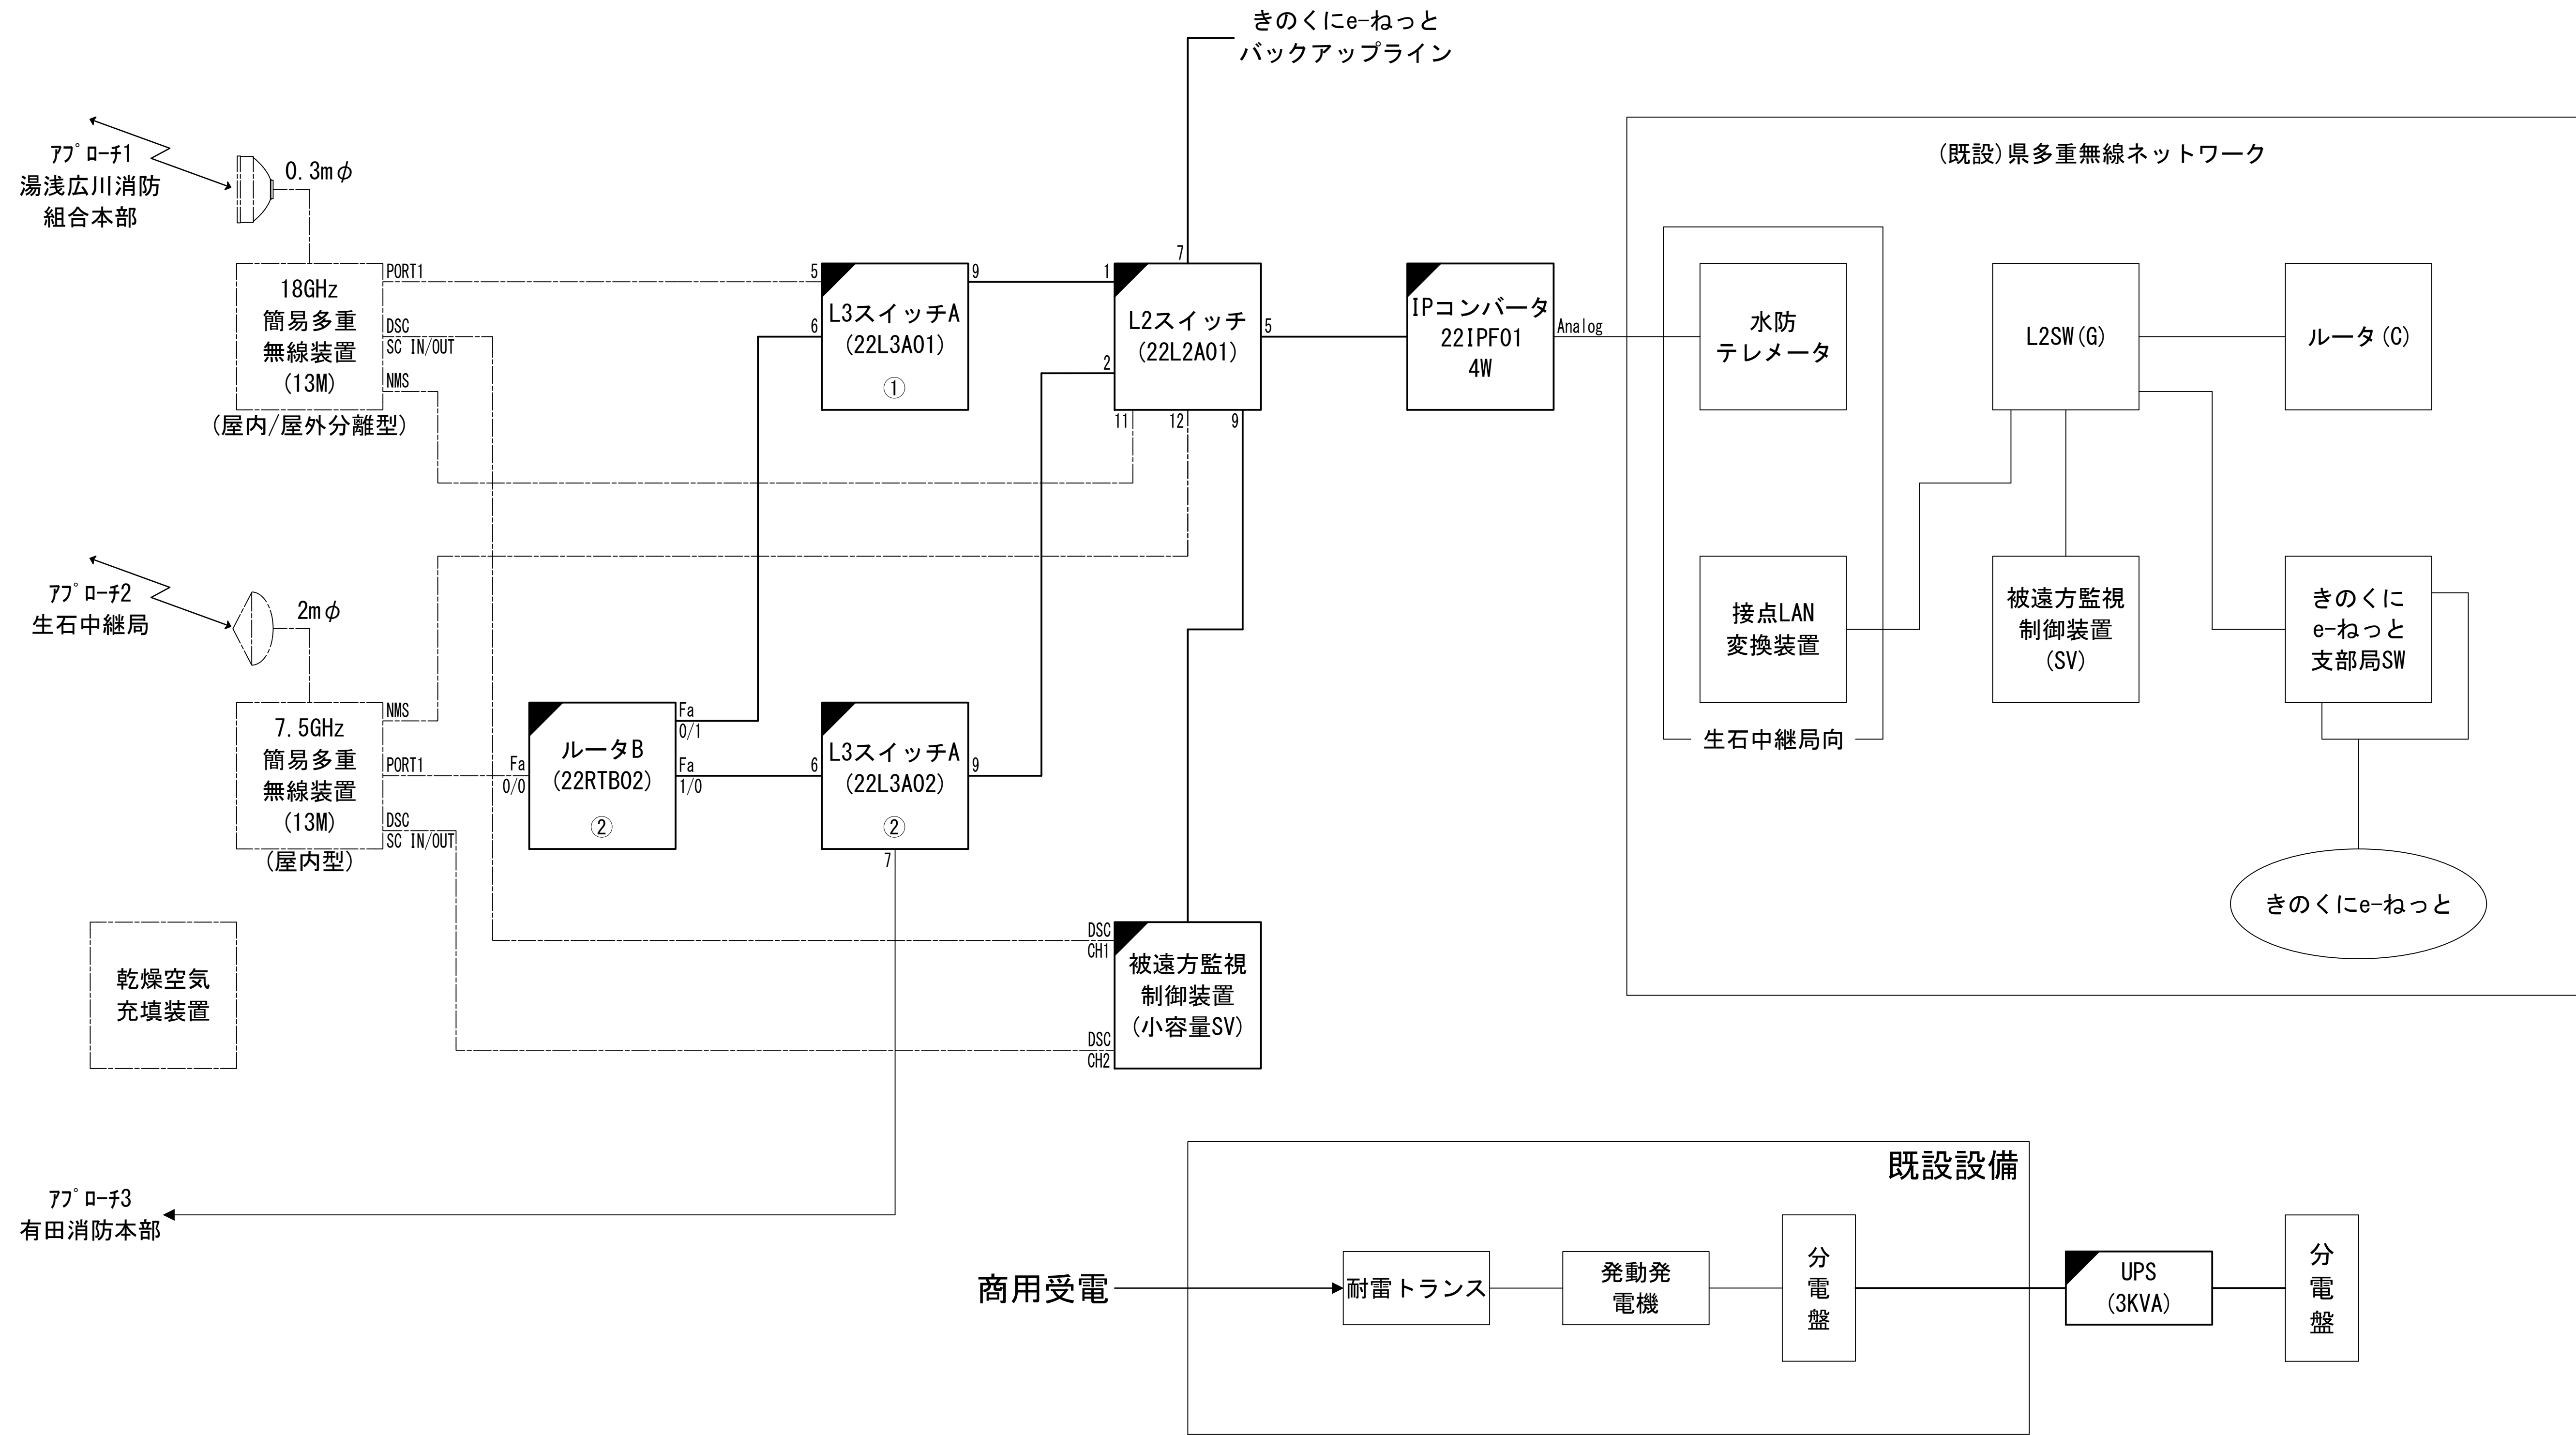 きのくにe-ねっと
バックアップライン
ｱﾌﾟﾛｰﾁ1
湯浅広川消防
組合本部
0.3mφ
18GHz
簡易多重
無線装置
(13M)
(屋内/屋外分離型)
PORT1
DSC
SC IN/OUT
NMS
5
6
L3スイッチA
(22L3A01)
①
9
1
2
7
L2スイッチ
(22L2A01)
5
11
12
9
IPコンバータ
22IPF01
4W
Analog
(既設)県多重無線ネットワーク
水防
テレメータ
L2SW(G)
ルータ(C)
接点LAN
変換装置
生石中継局向
被遠方監視
制御装置
(SV)
きのくに
e-ねっと
支部局SW
きのくにe-ねっと
ｱﾌﾟﾛｰﾁ2
生石中継局
2mφ
7.5GHz
簡易多重
無線装置
(13M)
(屋内型)
NMS
PORT1
DSC
SC IN/OUT
Fa
0/0
ルータB
(22RTB02)
②
Fa
0/1
Fa
1/0
6
L3スイッチA
(22L3A02)
②
9
7
乾燥空気
充填装置
DSC
CH1
DSC
CH2
被遠方監視
制御装置
(小容量SV)
ｱﾌﾟﾛｰﾁ3
有田消防本部
既設設備
商用受電
耐雷トランス
発動発
電機
分
電
盤
UPS
(3KVA)
分
電
盤